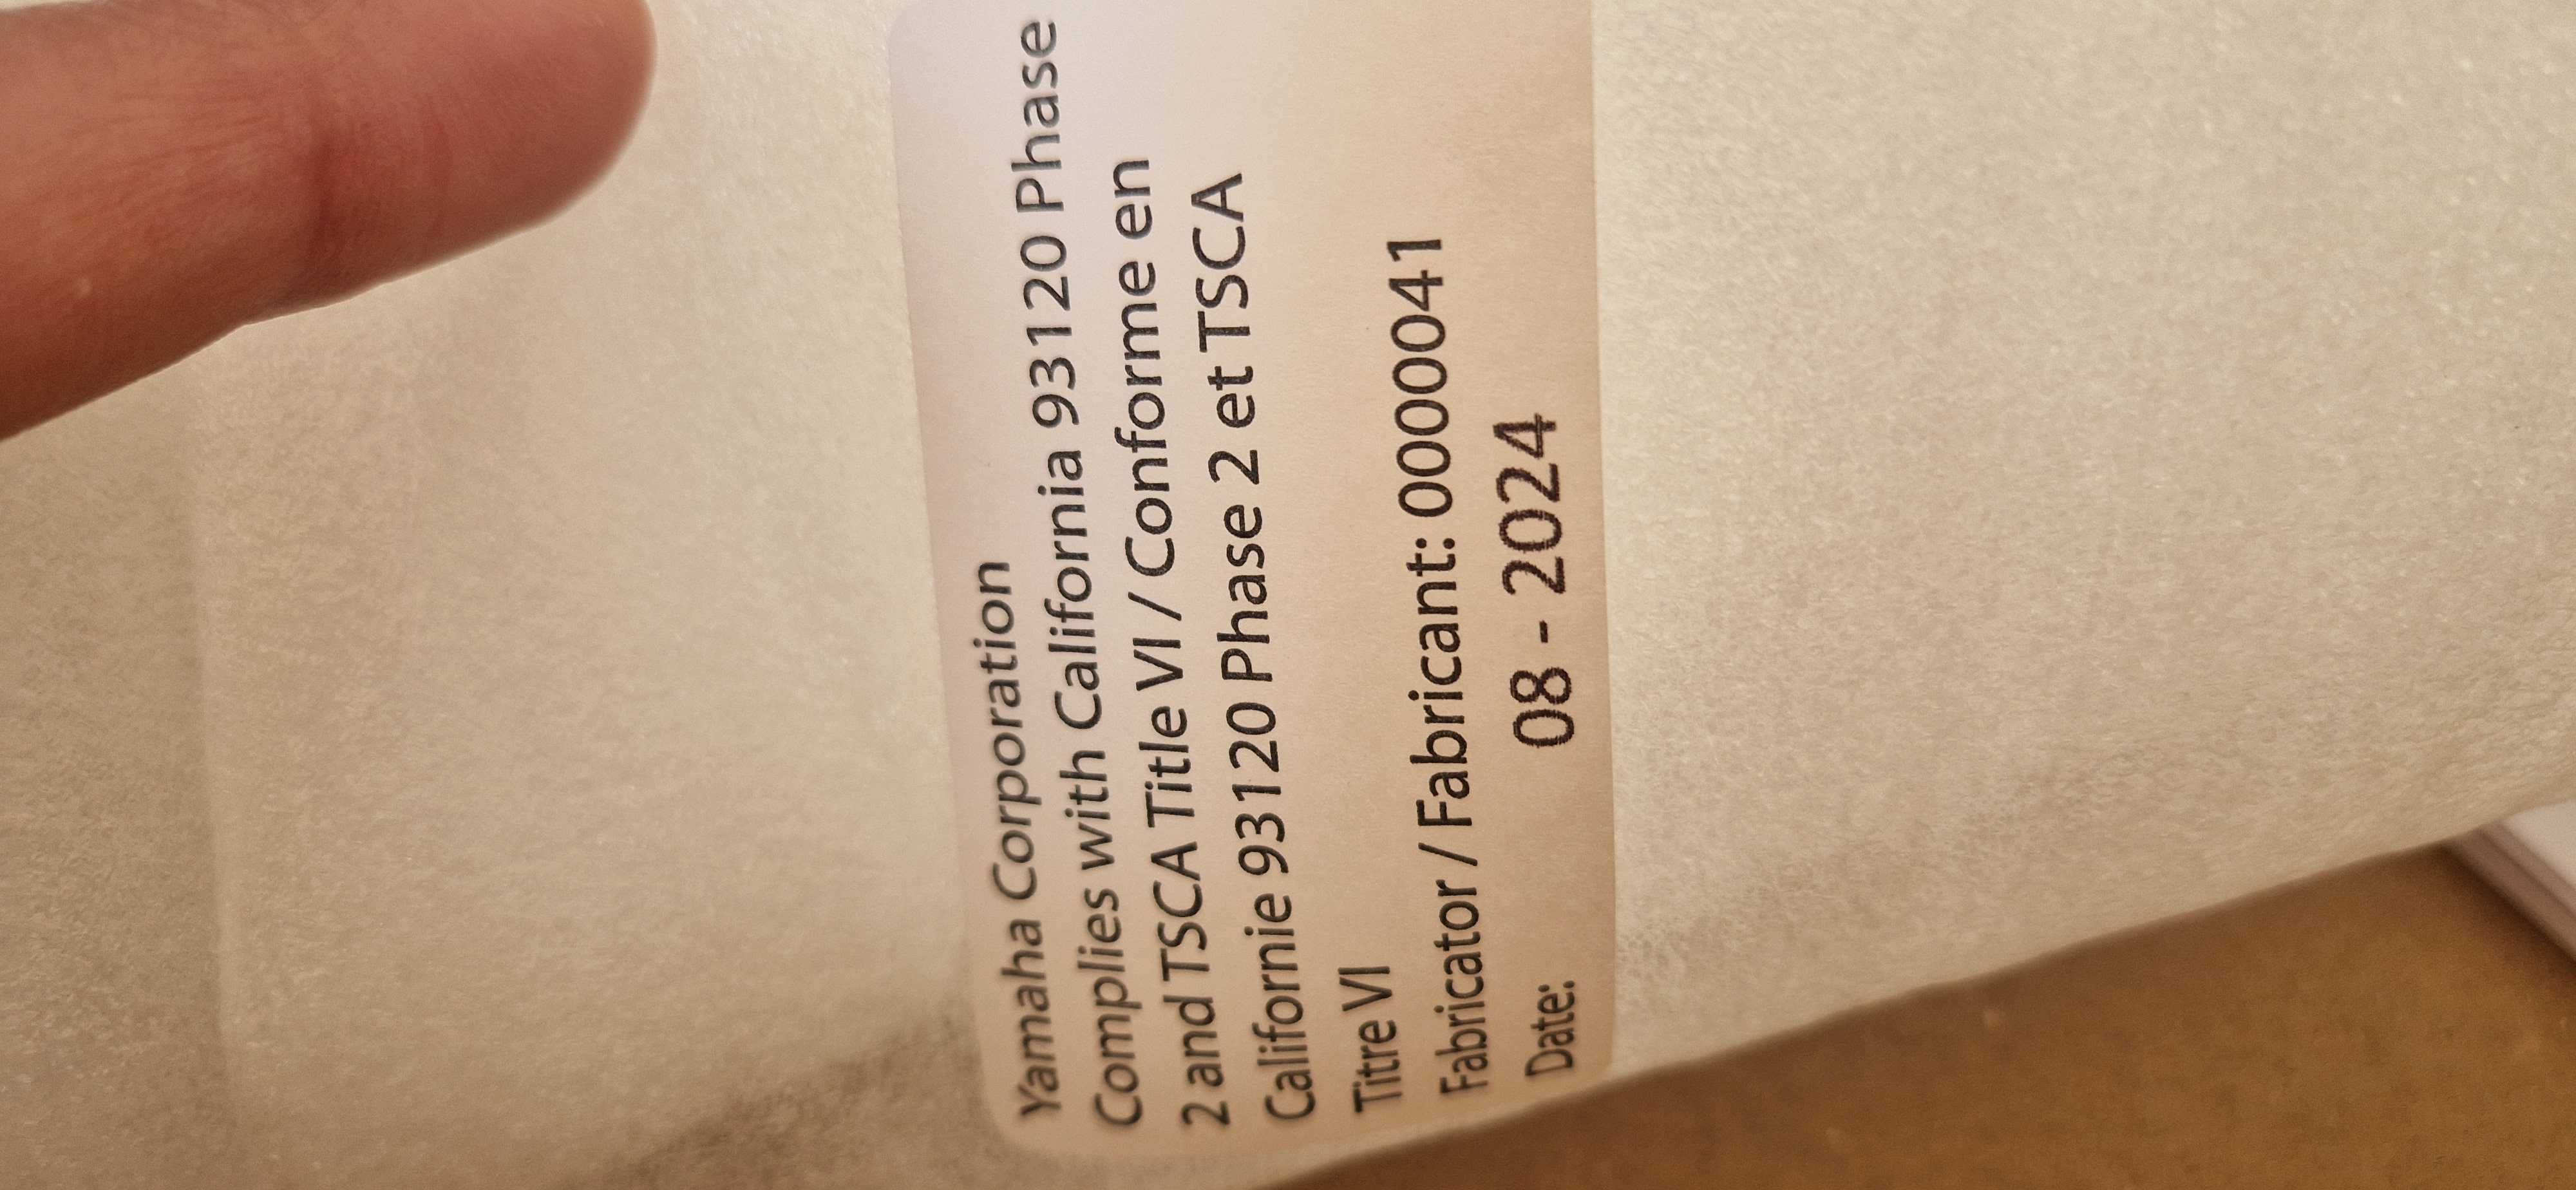 Yamaha Corporation
Complies with California 93120 Phase
2 and TSCA Title VI / Conforme en
Californie 93120 Phase 2 et TSCA
Titre VI
Fabricator / Fabricant: 0000041
Date: 08 - 2024